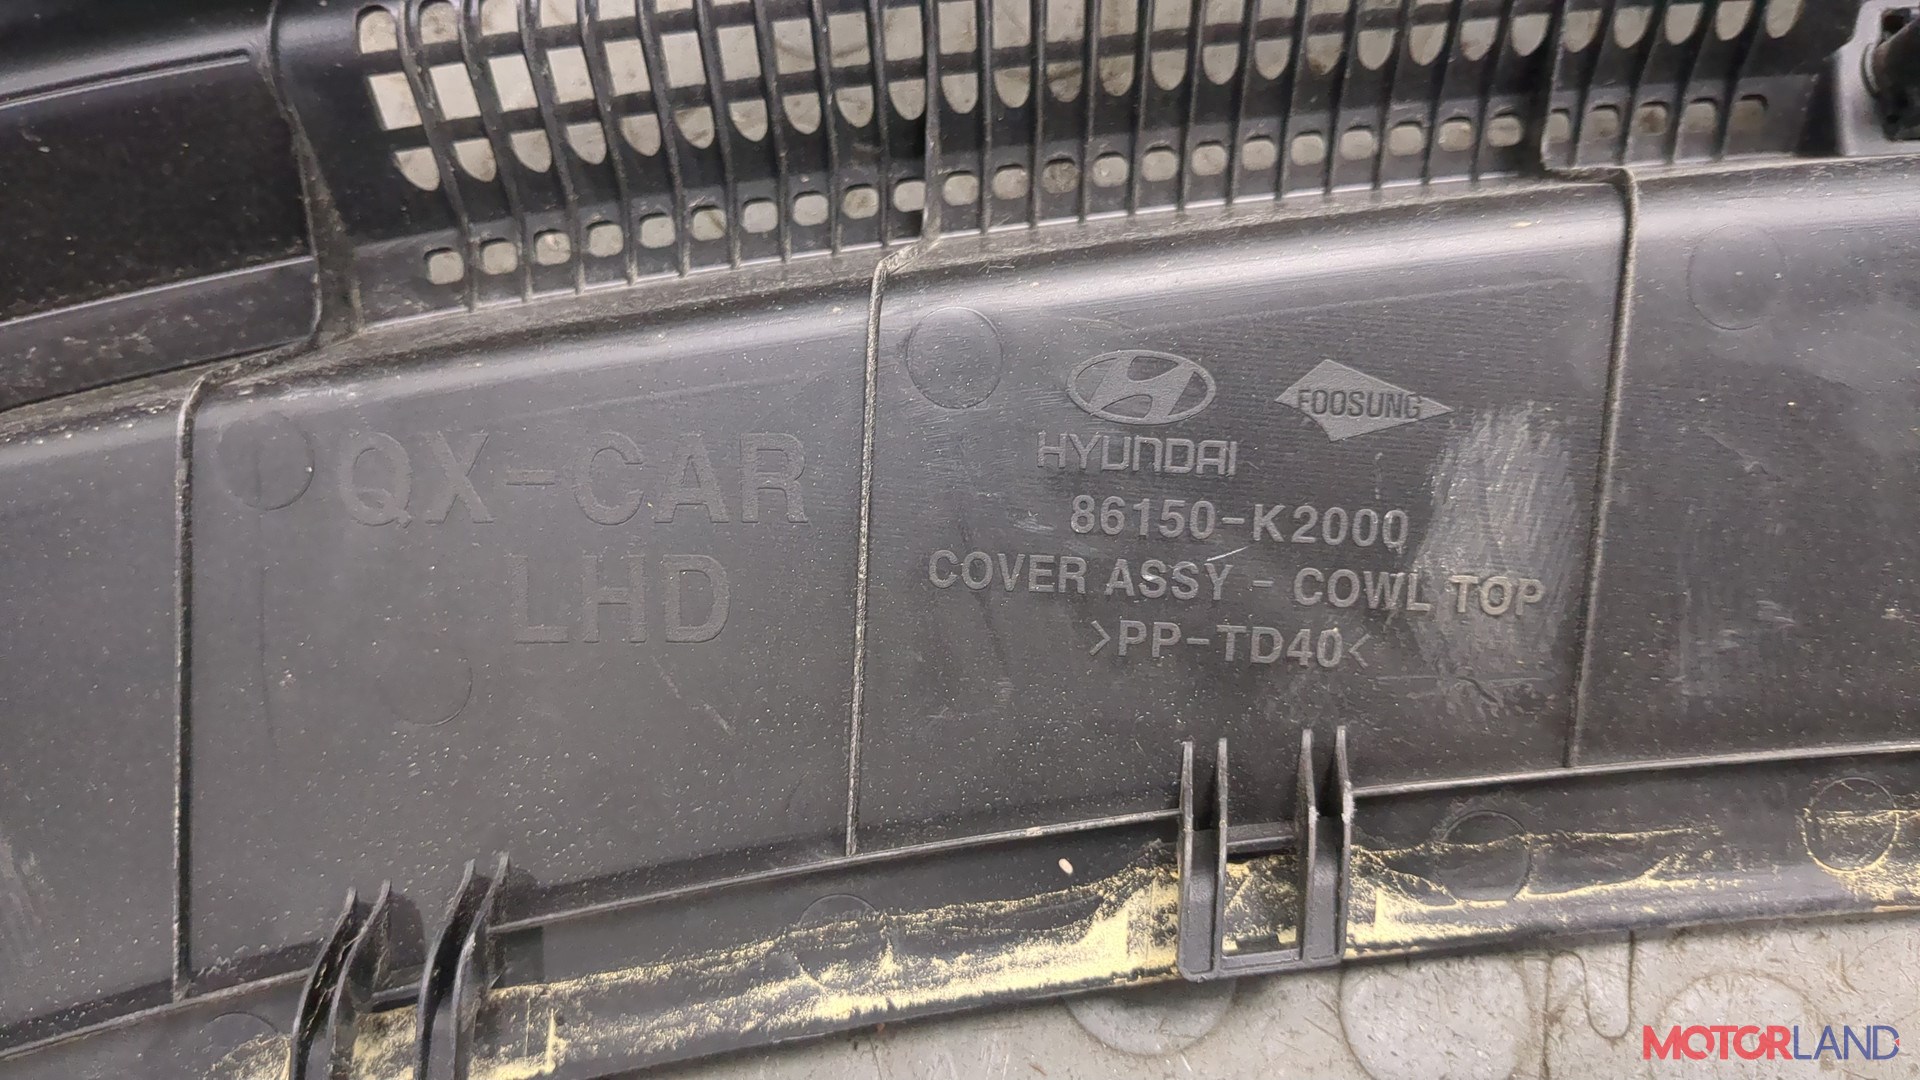 QX-CAR
LHD
FOOSUNG
HYUNDAI
86150-K2000
COVER ASSY - COWL TOP
>PP-TD40<
MOTORLAND